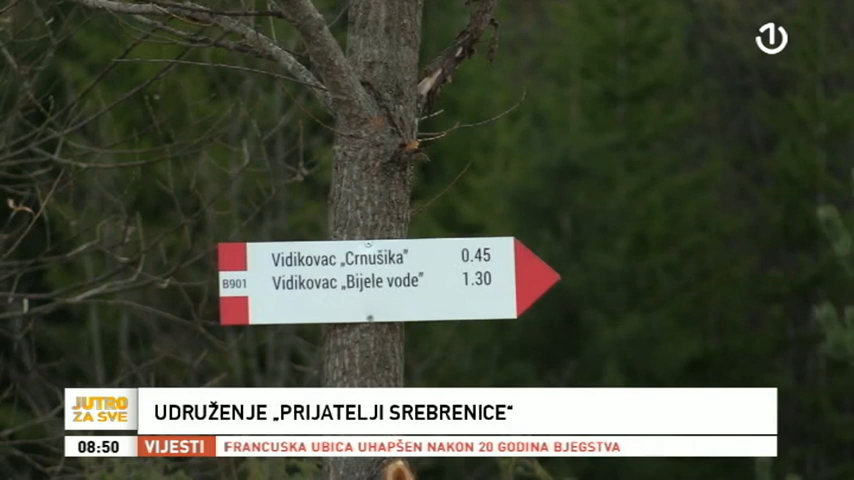 1
Vidikovac „Crnušika” 0.45
B901
Vidikovac „Bijele vode” 1.30
JUTRO
ZA SVE
UDRUŽENJE „PRIJATELJI SREBRENICE“
08:50 VIJESTI FRANCUSKA UBICA UHAPŠEN NAKON 20 GODINA BJEGSTVA